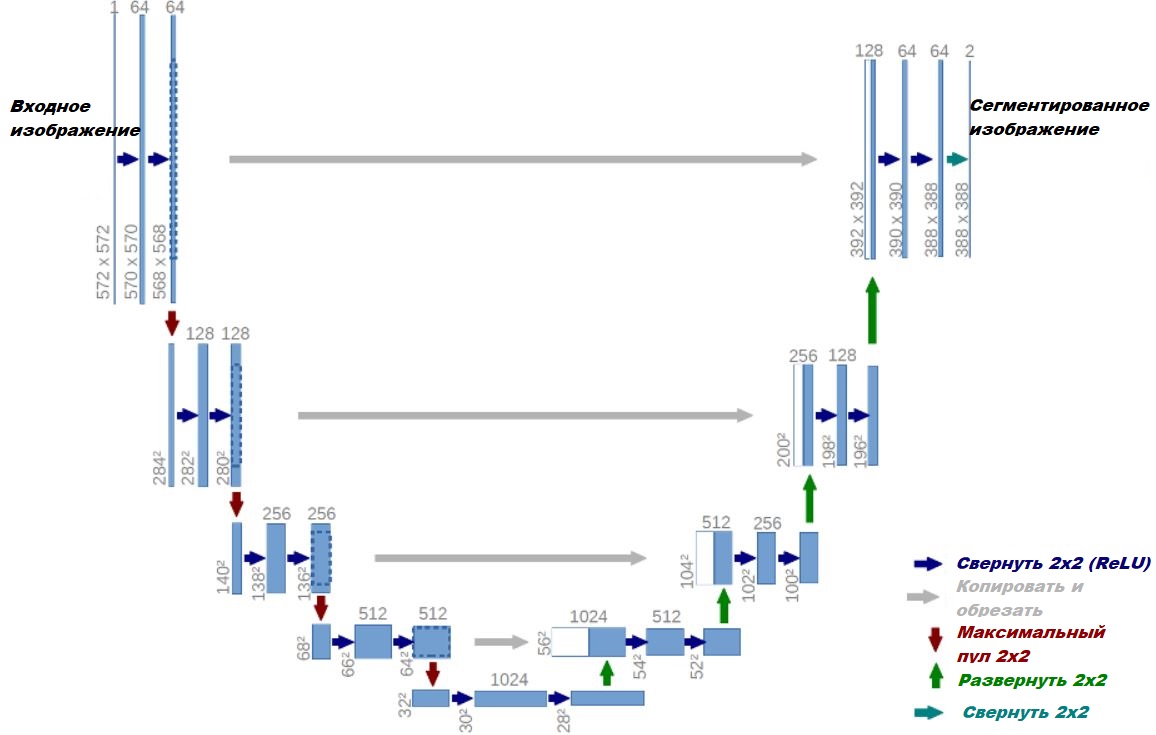 1 64 64
128 64 64 2
Входное
изображение
Сегментированное
изображение
572 x 572
570 x 570
568 x 568
392 x 392
390 x 390
388 x 388
388 x 388
128 128
256 128
284²
282²
280²
200²
198²
196²
256 256
512 256
140²
138²
136²
104²
102²
100²
512 512
1024 512
68²
66²
64²
56²
54²
52²
1024
32²
30²
28²
Свернуть 2x2 (ReLU)
Копировать и
обрезать
Максимальный
пул 2x2
Развернуть 2x2
Свернуть 2x2